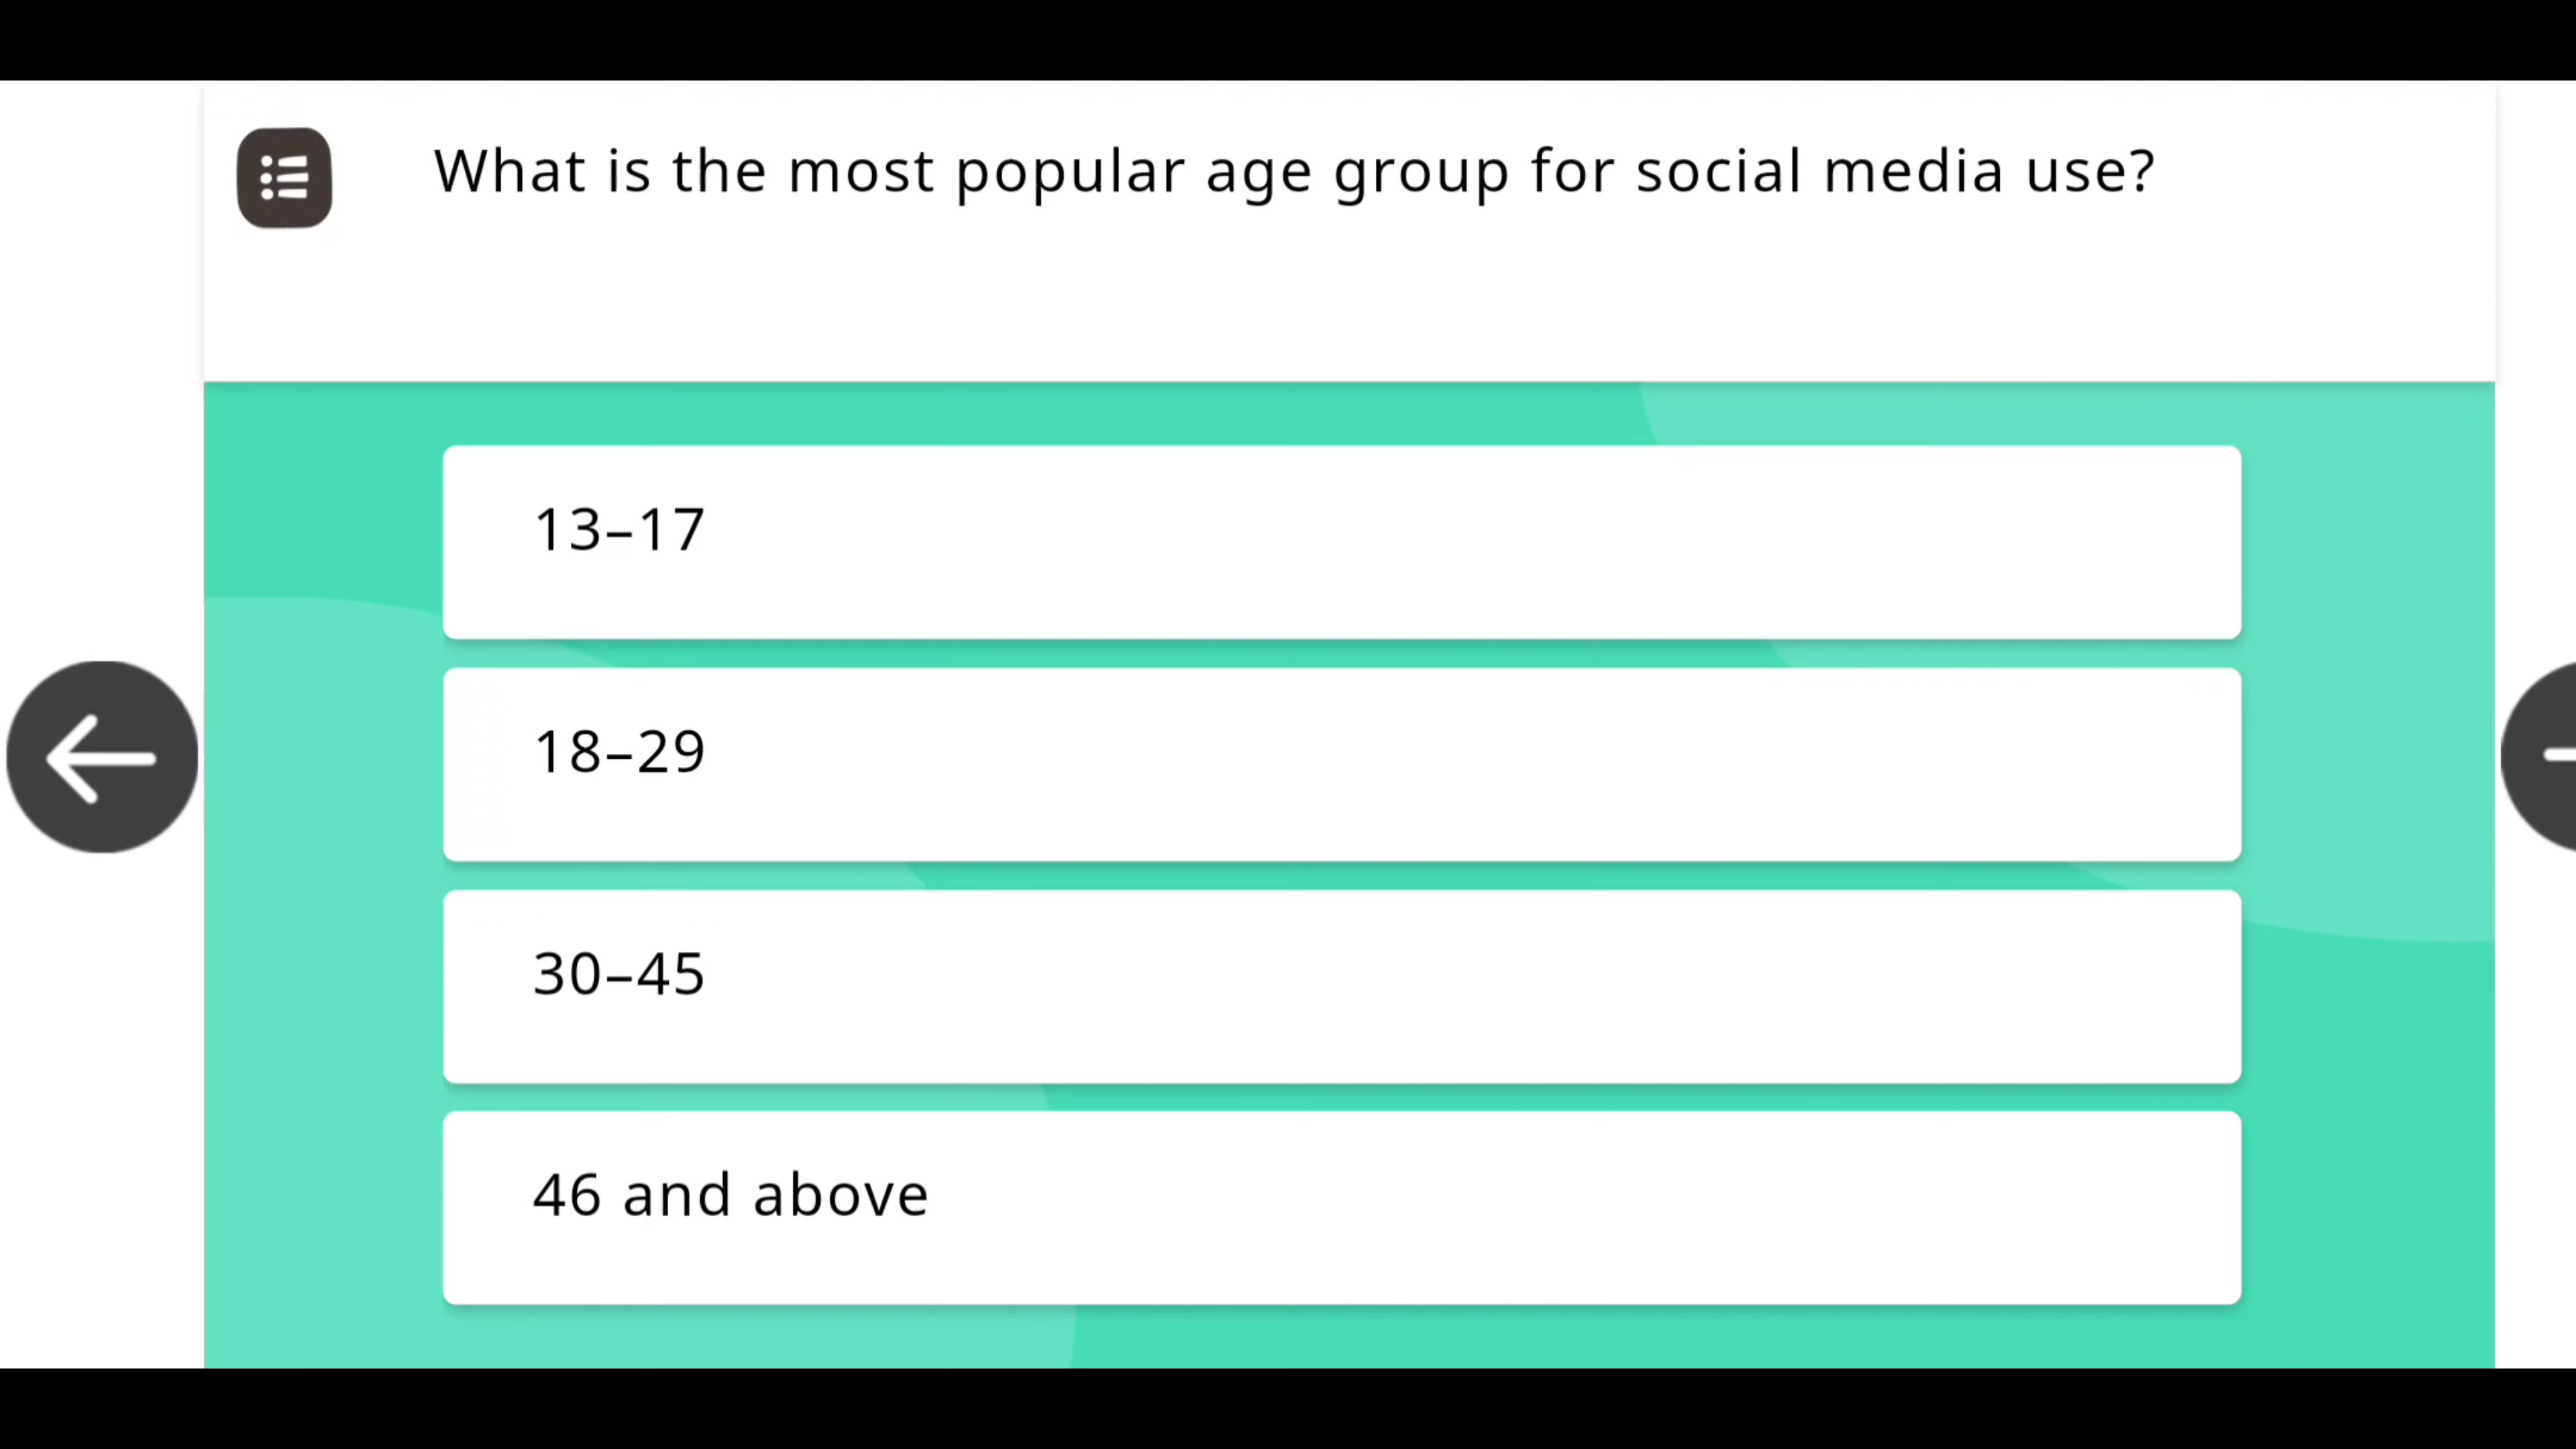 What is the most popular age group for social media use?
13–17
18–29
30–45
46 and above